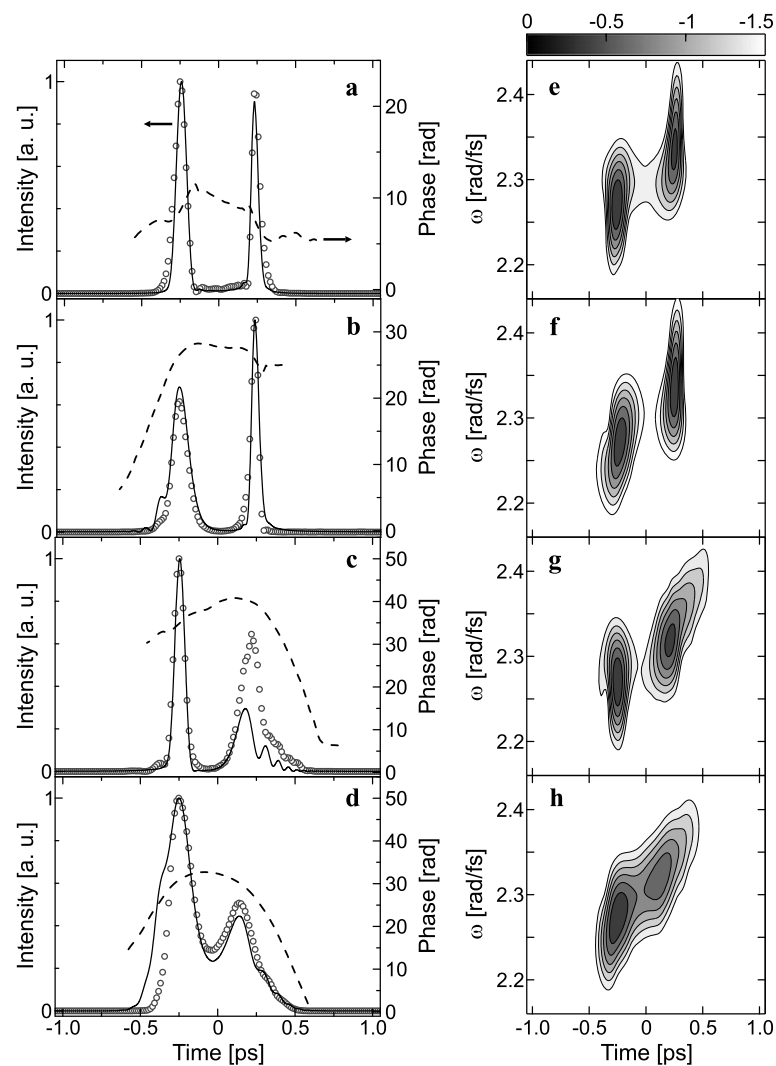 0 -0.5 -1 -1.5
a
1
0
Intensity [a. u.]
20
10
0
Phase [rad]
e
2.4
2.3
2.2
ω [rad/fs]
b
1
0
Intensity [a. u.]
30
20
10
0
Phase [rad]
f
2.4
2.3
2.2
ω [rad/fs]
c
1
0
Intensity [a. u.]
50
40
30
20
10
0
Phase [rad]
g
2.4
2.3
2.2
ω [rad/fs]
d
1
0
Intensity [a. u.]
50
40
30
20
10
0
Phase [rad]
h
2.4
2.3
2.2
ω [rad/fs]
-1.0 -0.5 0 0.5 1.0
Time [ps]
-1.0 -0.5 0 0.5 1.0
Time [ps]